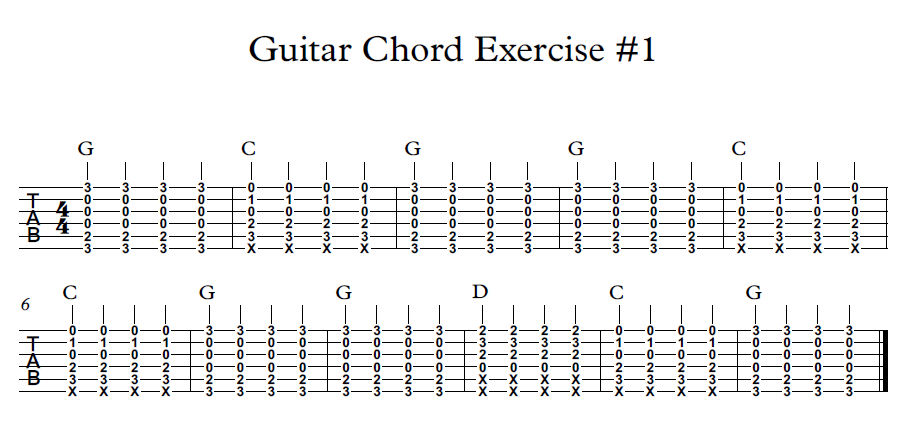 Guitar Chord Exercise #1
G C G G C
3 3 3 3 0 0 0 0 3 3 3 3 3 3 3 3 0 0 0 0
T 0 0 0 0 1 1 1 1 0 0 0 0 0 0 0 0 1 1 1 1
4 0 0 0 0 0 0 0 0 0 0 0 0 0 0 0 0 0 0 0 0
A 4 0 0 0 0 2 2 2 2 0 0 0 0 0 0 0 0 2 2 2 2
B 2 2 2 2 3 3 3 3 2 2 2 2 2 2 2 2 3 3 3 3
3 3 3 3 X X X X 3 3 3 3 3 3 3 3 X X X X
6 C G G D C G
0 0 0 0 3 3 3 3 3 3 3 3 2 2 2 2 0 0 0 0 3 3 3 3
T 1 1 1 1 0 0 0 0 0 0 0 0 3 3 3 3 1 1 1 1 0 0 0 0
0 0 0 0 0 0 0 0 0 0 0 0 2 2 2 2 0 0 0 0 0 0 0 0
A 2 2 2 2 0 0 0 0 0 0 0 0 0 0 0 0 2 2 2 2 0 0 0 0
B 3 3 3 3 2 2 2 2 2 2 2 2 X X X X 3 3 3 3 2 2 2 2
X X X X 3 3 3 3 3 3 3 3 X X X X X X X X 3 3 3 3